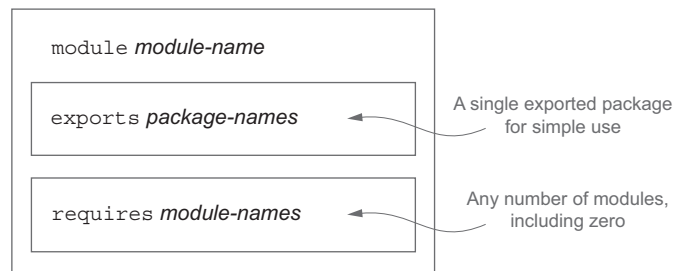 module module-name
exports package-names
A single exported package
for simple use
requires module-names
Any number of modules,
including zero